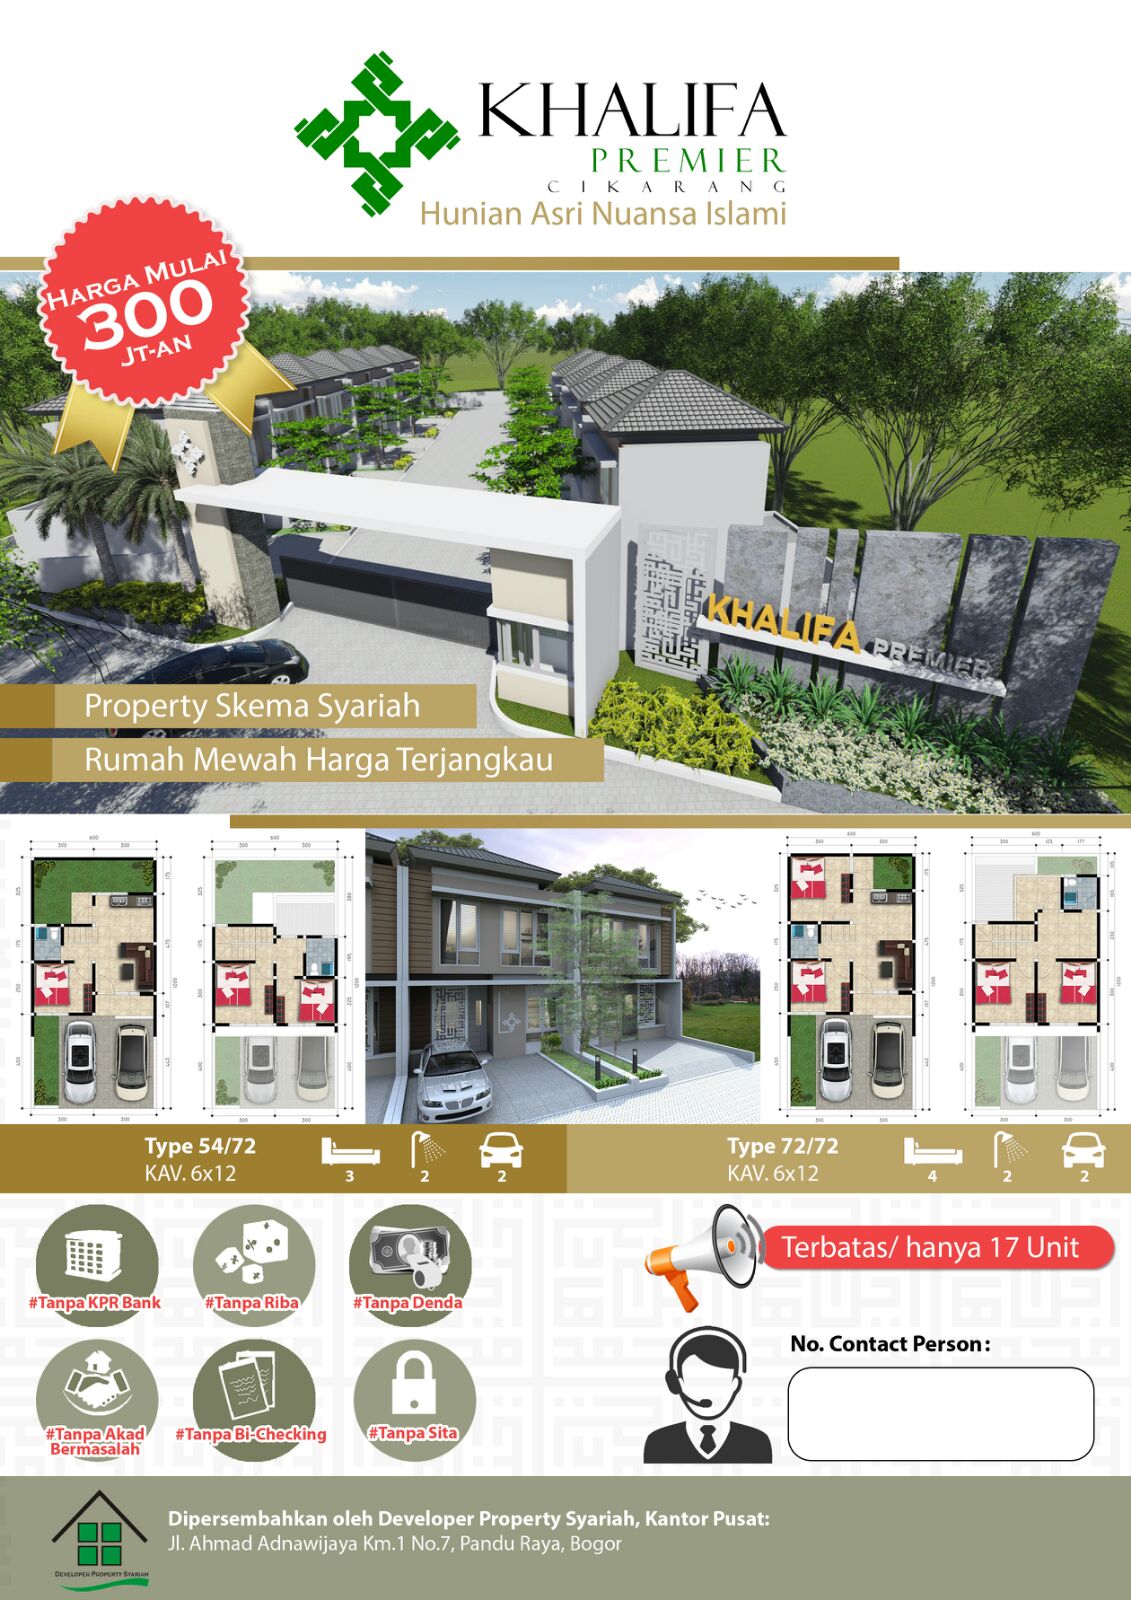 KHALIFA
PREMIER
CIKARANG
Hunian Asri Nuansa Islami
HARGA MULAI
300
JT-AN
KHALIFA PREMIER
Property Skema Syariah
Rumah Mewah Harga Terjangkau
Type 54/72
KAV. 6x12
3
2
2
Type 72/72
KAV. 6x12
4
2
2
#Tanpa KPR Bank
#Tanpa Riba
#Tanpa Denda
Terbatas/ hanya 17 Unit
#Tanpa Akad
Bermasalah
#Tanpa Bi-Checking
#Tanpa Sita
No. Contact Person :
Dipersembahkan oleh Developer Property Syariah, Kantor Pusat:
Jl. Ahmad Adnawijaya Km.1 No.7, Pandu Raya, Bogor
DEVELOPER PROPERTY SYARIAH